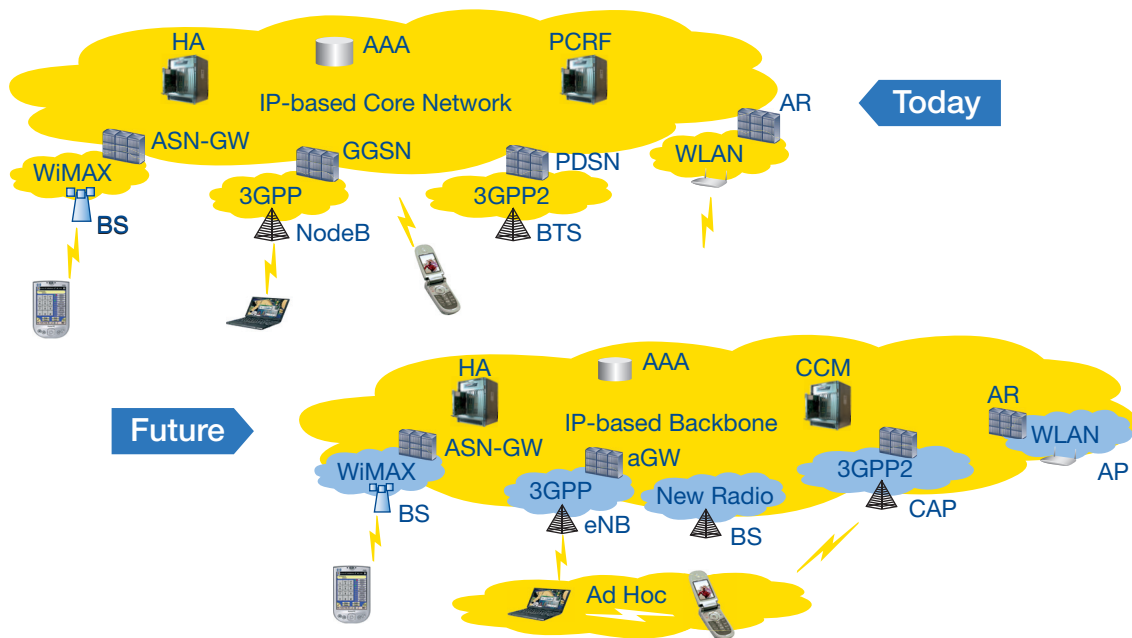 HA
AAA
PCRF
IP-based Core Network
Today
AR
ASN-GW
GGSN
PDSN
WLAN
WiMAX
3GPP
3GPP2
BS
NodeB
BTS
HA
AAA
CCM
AR
Future
IP-based Backbone
WLAN
ASN-GW
aGW
3GPP2
AP
WiMAX
3GPP
New Radio
BS
eNB
BS
CAP
Ad Hoc